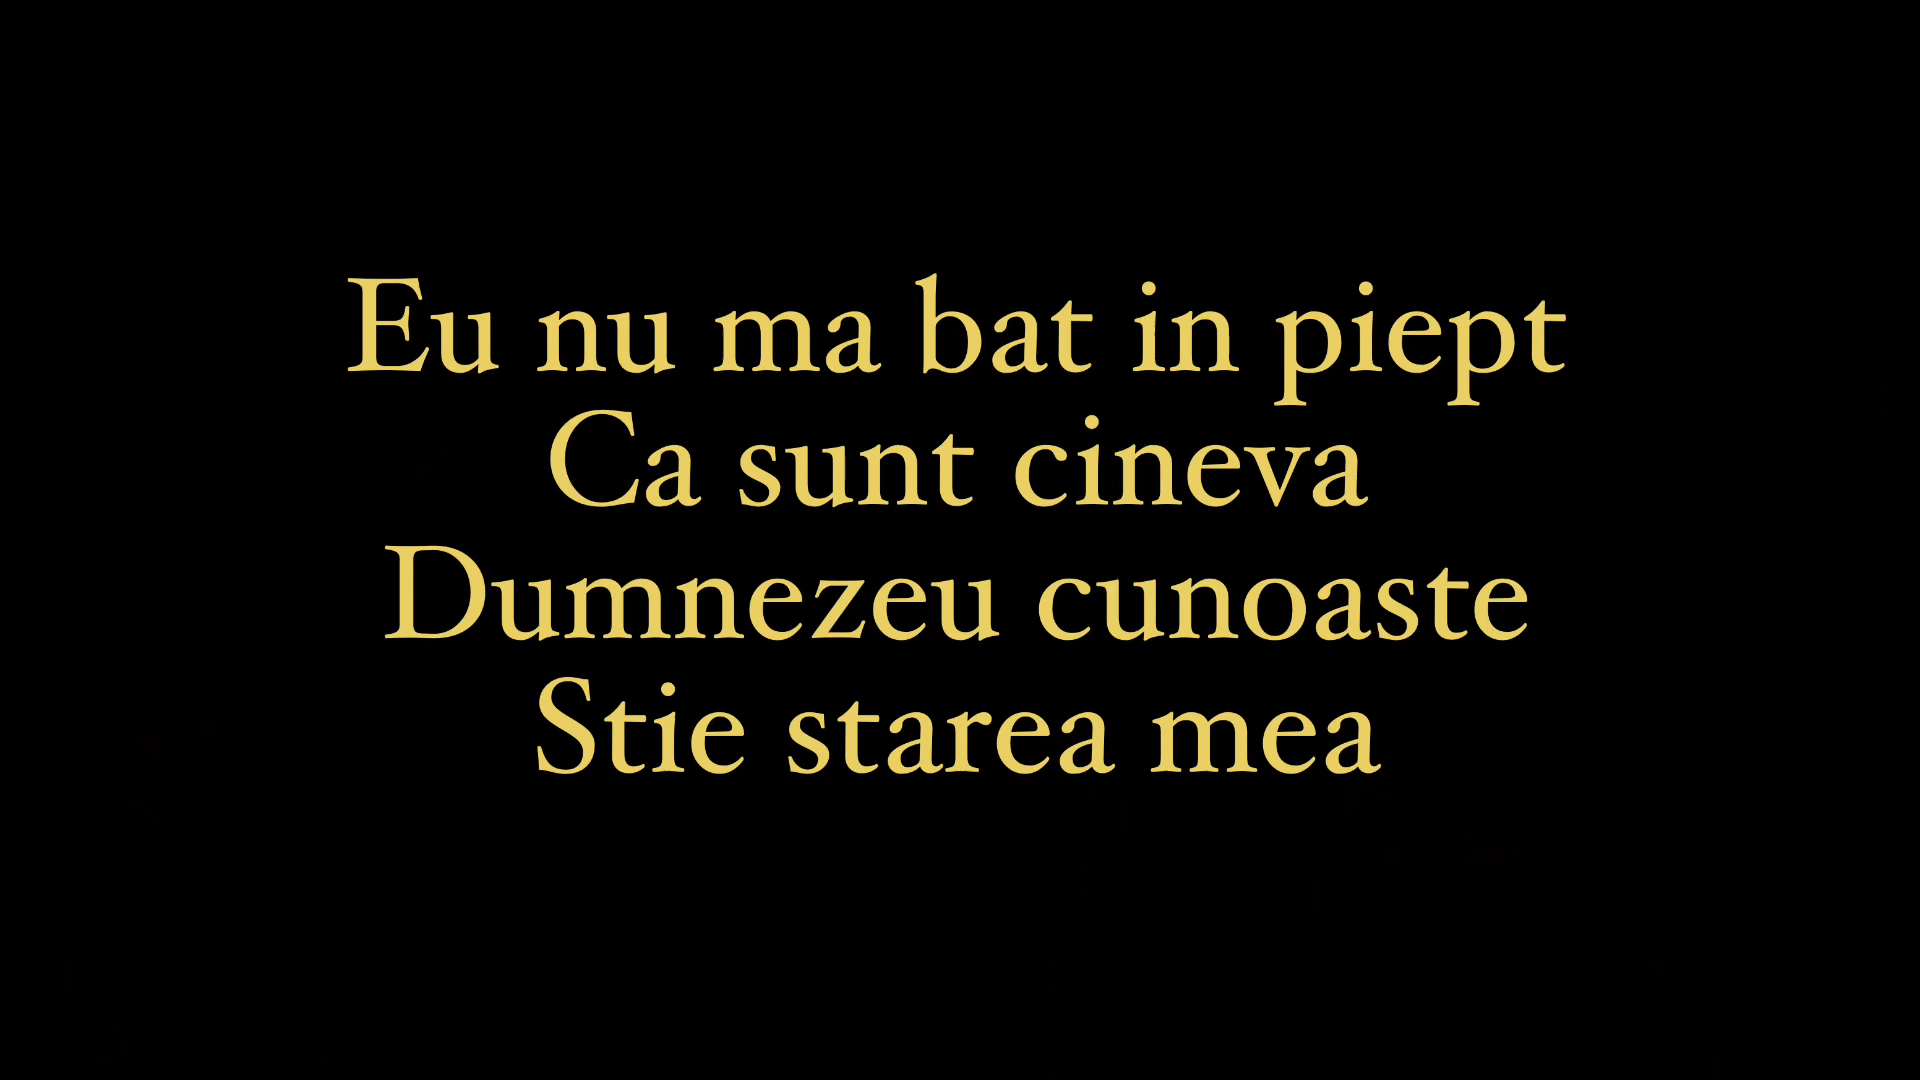 Eu nu ma bat in piept
Ca sunt cineva
Dumnezeu cunoaste
Stie starea mea